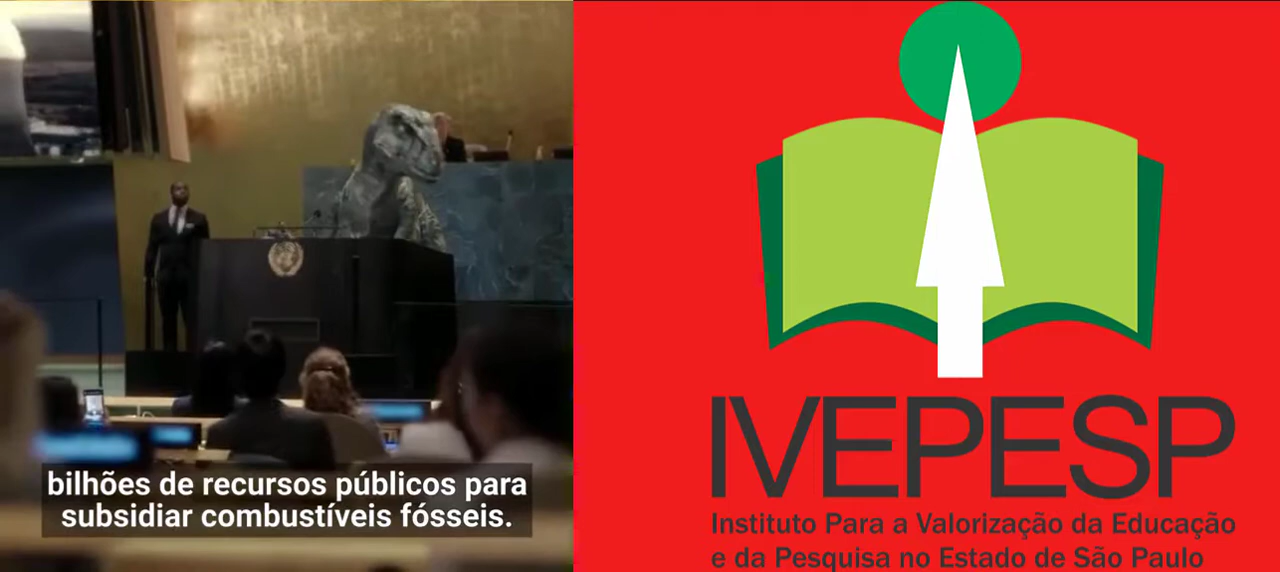 bilhões de recursos públicos para
subsidiar combustíveis fósseis.
IVEPESP
Instituto Para a Valorização da Educação
e da Pesquisa no Estado de São Paulo